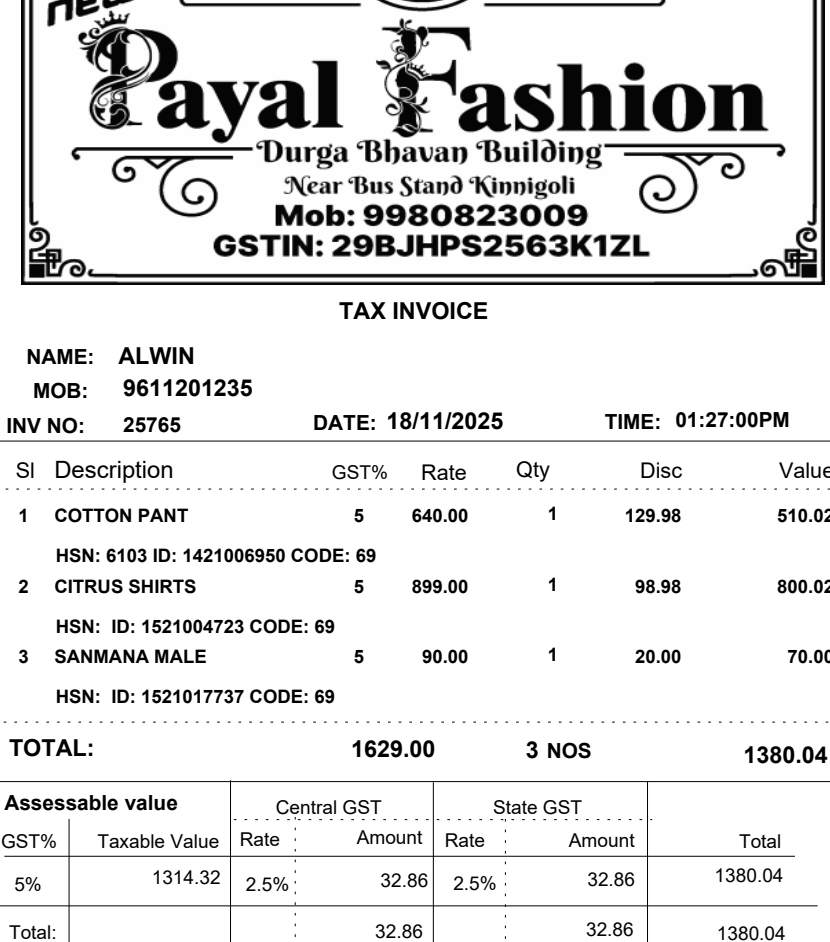 new
Payal Fashion
Durga Bhavan Building
Near Bus Stand Kinnigoli
Mob: 9980823009
GSTIN: 29BJHPS2563K1ZL
TAX INVOICE
NAME: ALWIN
MOB: 9611201235
INV NO: 25765 DATE: 18/11/2025 TIME: 01:27:00PM
Sl Description GST% Rate Qty Disc Value
1 COTTON PANT 5 640.00 1 129.98 510.02
HSN: 6103 ID: 1421006950 CODE: 69
2 CITRUS SHIRTS 5 899.00 1 98.98 800.02
HSN: ID: 1521004723 CODE: 69
3 SANMANA MALE 5 90.00 1 20.00 70.00
HSN: ID: 1521017737 CODE: 69
TOTAL: 1629.00 3 NOS 1380.04
Assessable value Central GST State GST
GST% Taxable Value Rate Amount Rate Amount Total
5% 1314.32 2.5% 32.86 2.5% 32.86 1380.04
Total: 32.86 32.86 1380.04